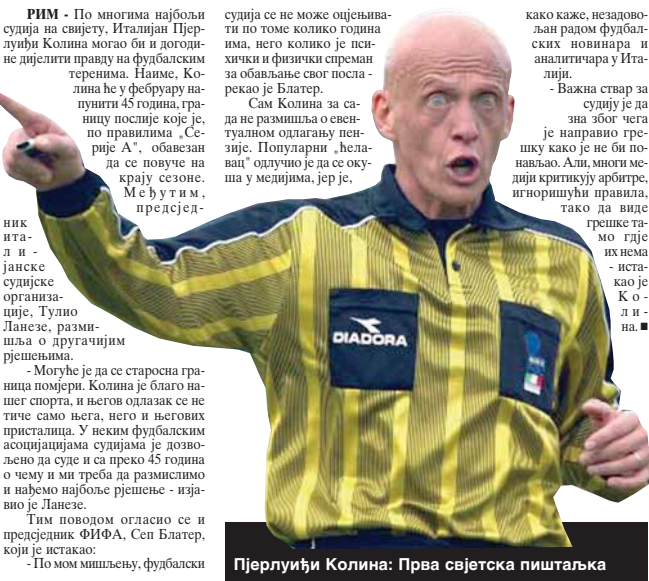 РИМ - По многима најбољи
судија на свијету, Италијан Пјер-
луиђи Колина могао би и догоди-
не дијелити правду на фудбалским
теренима. Наиме, Ко-
лина ће у фебруару на-
пунити 45 година, гра-
ницу послије које је,
по правилима "Се-
рије А", обавезан
да се повуче на
крају сезоне.
Међутим,
предсјед-
ник
ита-
ли-
јанске
судијске
организа-
ције, Тулио
Ланезе, разми-
шља о другачијим
рјешењима.
- Могуће је да се старосна гра-
ница помјери. Колина је благо на-
шег спорта, и његов одлазак се не
тиче само њега, него и његових
присталица. У неким фудбалским
асоцијацијама судијама је дозво-
љено да суде и са преко 45 година
о чему и ми треба да размислимо
и нађемо најбоље рјешење - изја-
вио је Ланезе.
Тим поводом огласио се и
предсједник ФИФА, Сеп Блатер,
који је истакао:
- По мом мишљењу, фудбалски
судија се не може оцјењива-
ти по томе колико година
има, него колико је пси-
хички и физички спреман
за обављање свог посла -
рекао је Блатер.
Сам Колина за са-
да не размишља о евен-
туалном одлагању пен-
зије. Популарни "ћела-
вац" одлучио је да се оку-
ша у медијима, јер је,
како каже, незадово-
љан радом фудбал-
ских новинара и
аналитичара у Ита-
лији.
- Важна ствар за
судију је да
зна због чега
је направио гре-
шку како је не би по-
нављао. Али, многи ме-
дији критикују арбитре,
игноришући правила,
тако да виде
грешке та-
мо гдје
их нема
- иста-
као је
Ко-
ли-
на. ■
DIADORA
Пјерлуиђи Колина: Прва свјетска пиштаљка